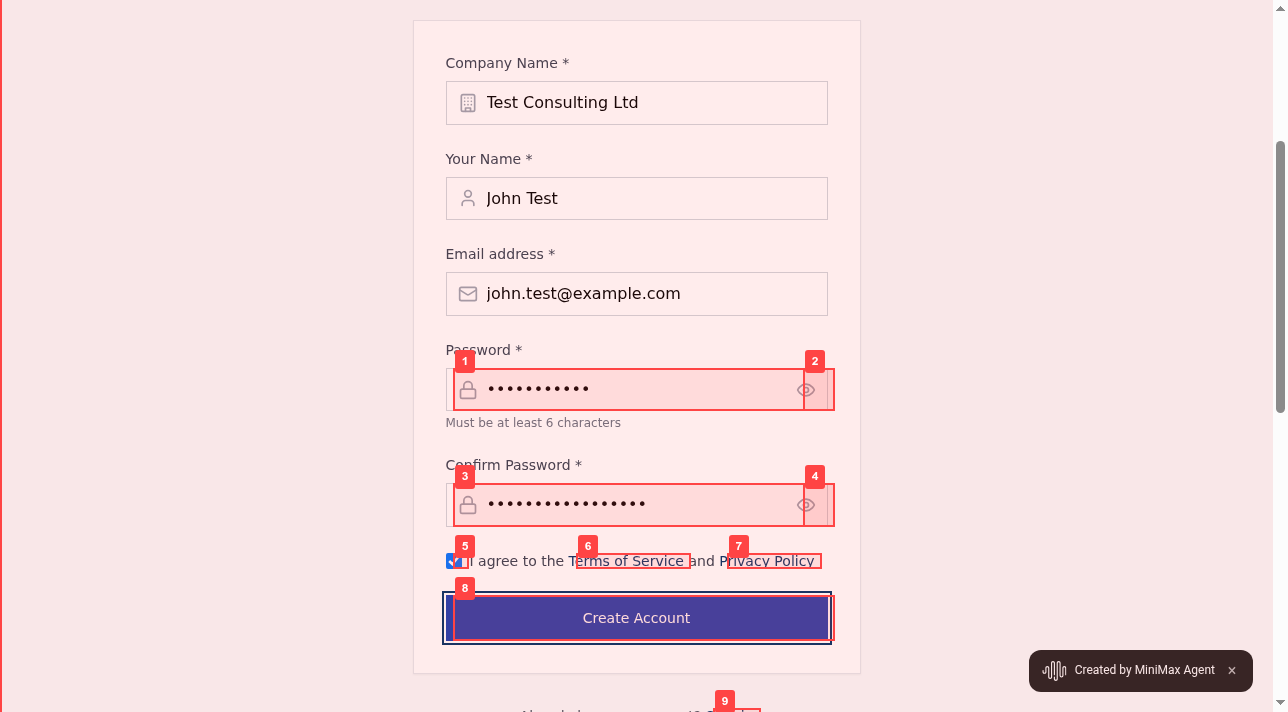 Company Name *
Test Consulting Ltd
Your Name *
John Test
Email address *
john.test@example.com
Password *
1
2
•••••••••••
Must be at least 6 characters
Confirm Password *
3
4
•••••••••••••••••
5
6
7
I agree to the Terms of Service and Privacy Policy
8
Create Account
Created by MiniMax Agent ×
9